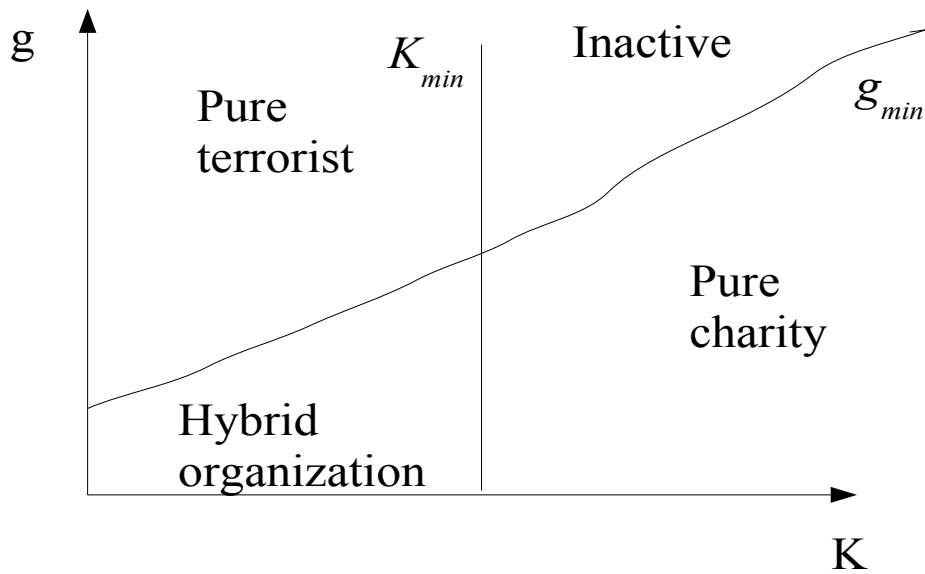 g
K_min
Inactive
g_min
Pure
terrorist
Pure
charity
Hybrid
organization
K